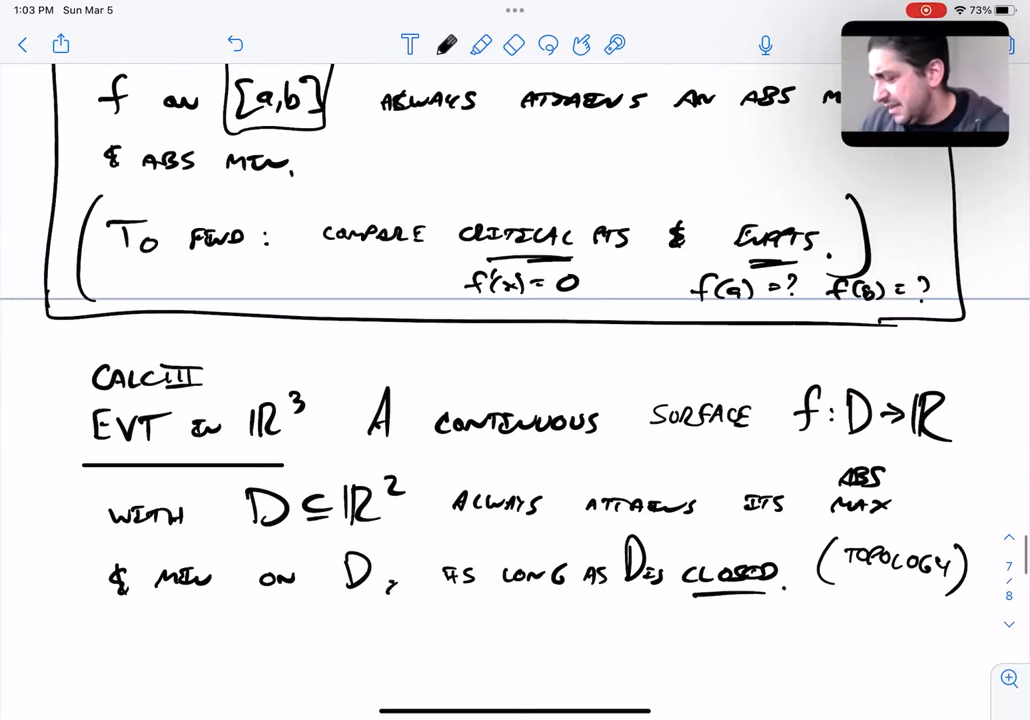 1:03 PM Sun Mar 5
73%
f on [a,b] ALWAYS ATTAINS AN ABS M
& ABS MIN.
(To FIND: COMPARE CRITICAL PTS & ENDPTS.)
f'(x) = 0 f(a) = ? f(b) = ?
CALC III
EVT in ℝ³ A CONTINUOUS SURFACE f: D → ℝ
WITH D ⊆ ℝ² ALWAYS ATTAINS ITS ABS MAX
& MIN ON D, AS LONG AS D is CLOSED. (TOPOLOGY)
7
/
8